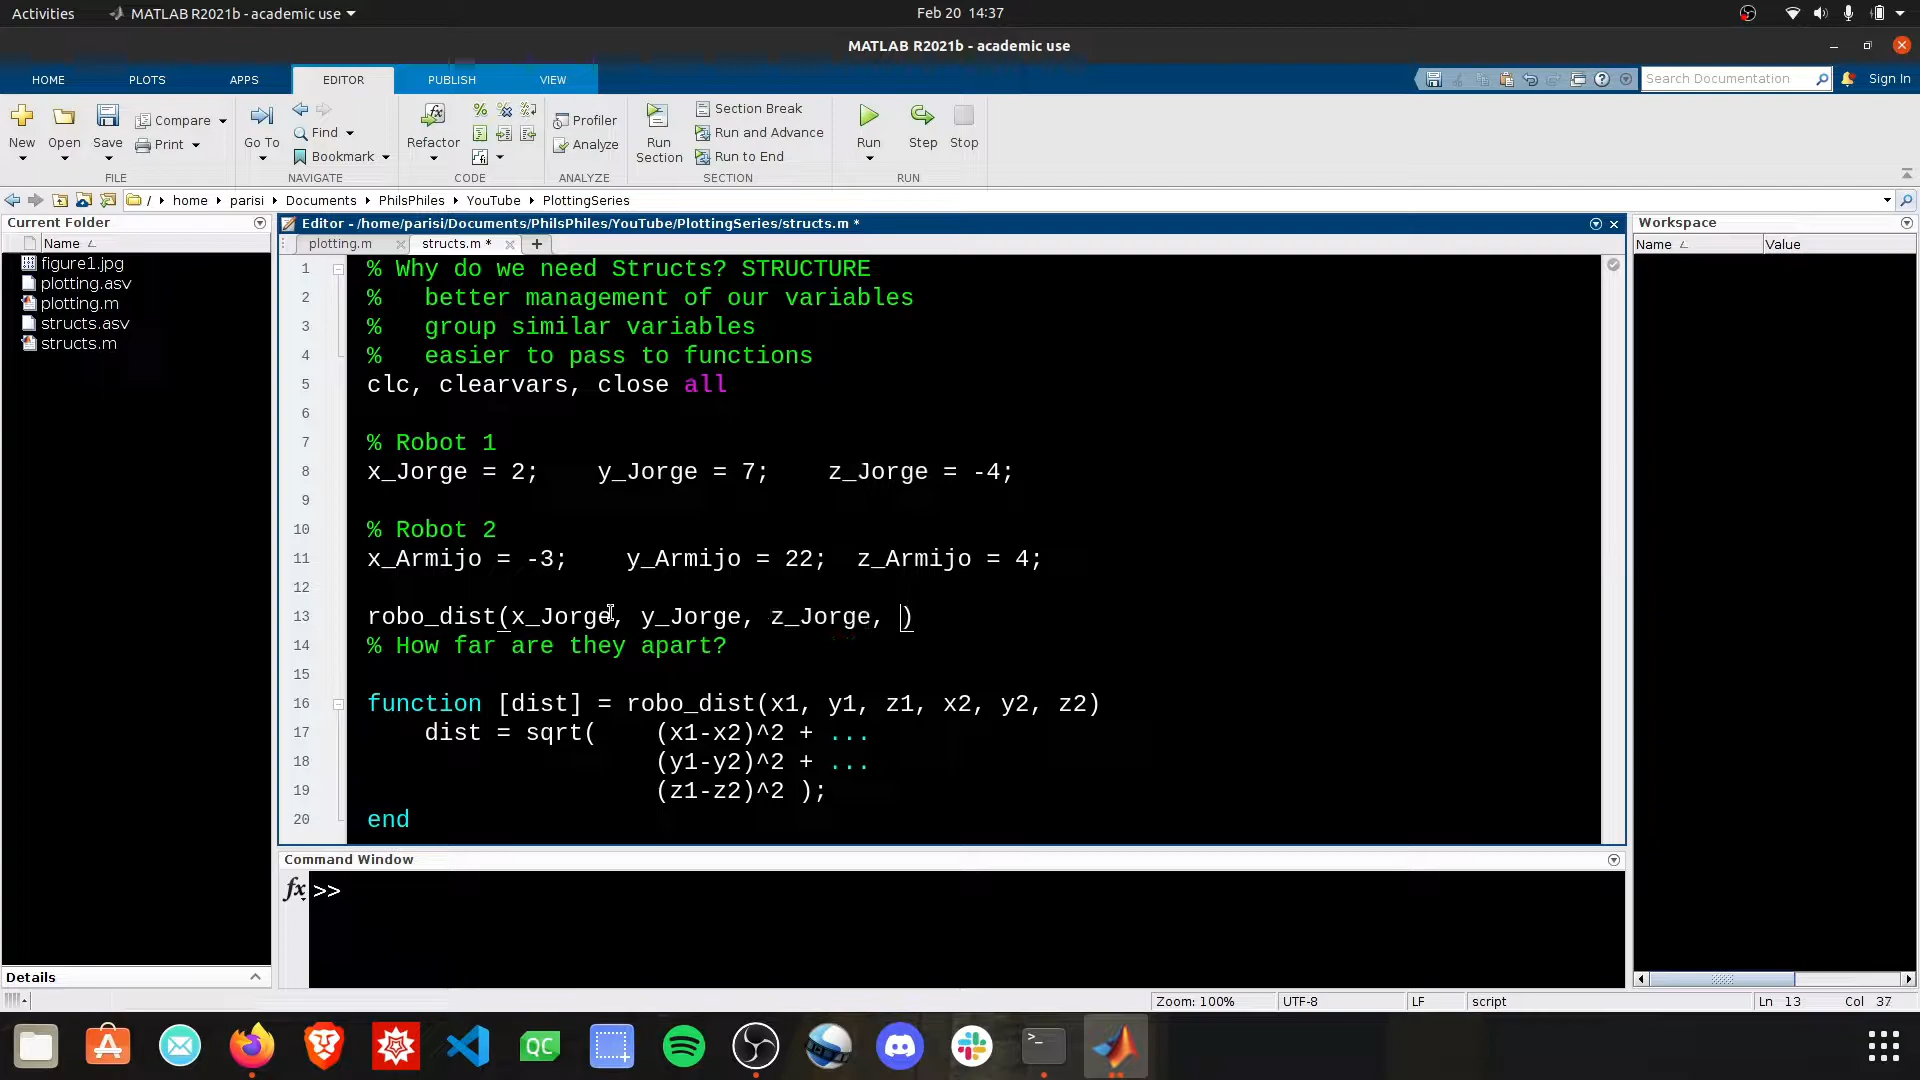 Activities MATLAB R2021b - academic use Feb 20 14:37
MATLAB R2021b - academic use
HOME PLOTS APPS EDITOR PUBLISH VIEW Search Documentation Sign In
New Open Save Compare Print Go To Find Bookmark Refactor Profiler Analyze Run Section Section Break Run and Advance Run to End Run Step Stop
FILE NAVIGATE CODE ANALYZE SECTION RUN
/ home parisi Documents PhilsPhiles YouTube PlottingSeries
Current Folder
Name
figure1.jpg
plotting.asv
plotting.m
structs.asv
structs.m
Details
Editor - /home/parisi/Documents/PhilsPhiles/YouTube/PlottingSeries/structs.m *
plotting.m structs.m *
1 % Why do we need Structs? STRUCTURE
2 %   better management of our variables
3 %   group similar variables
4 %   easier to pass to functions
5 clc, clearvars, close all
6
7 % Robot 1
8 x_Jorge = 2;    y_Jorge = 7;    z_Jorge = -4;
9
10 % Robot 2
11 x_Armijo = -3;    y_Armijo = 22;  z_Armijo = 4;
12
13 robo_dist(x_Jorge, y_Jorge, z_Jorge, )
14 % How far are they apart?
15
16 function [dist] = robo_dist(x1, y1, z1, x2, y2, z2)
17     dist = sqrt(    (x1-x2)^2 + ...
18                     (y1-y2)^2 + ...
19                     (z1-z2)^2 );
20 end
Command Window
fx >>
Workspace
Name Value
Zoom: 100% UTF-8 LF script Ln 13 Col 37
QC